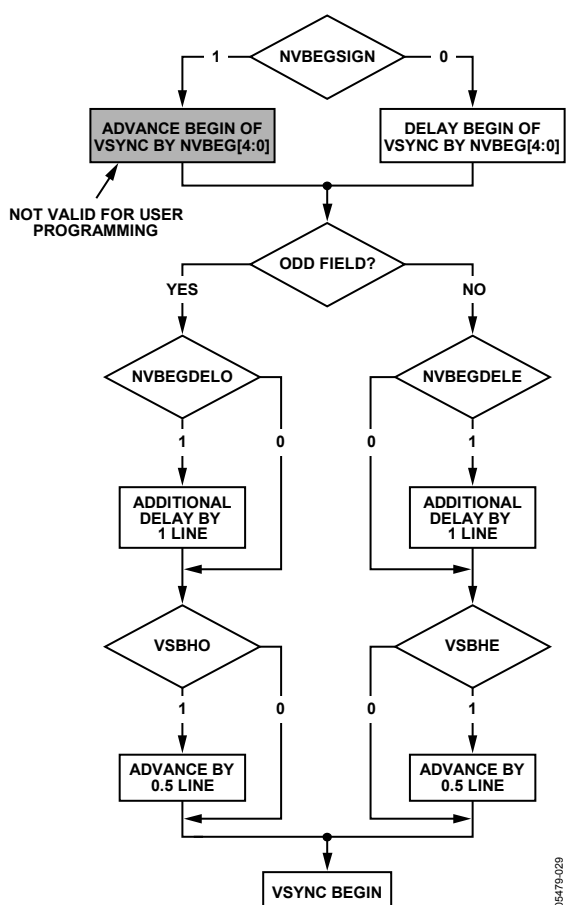 NVBEGSIGN
1
0
ADVANCE BEGIN OF
VSYNC BY NVBEG[4:0]
DELAY BEGIN OF
VSYNC BY NVBEG[4:0]
NOT VALID FOR USER
PROGRAMMING
ODD FIELD?
YES
NO
NVBEGDELO
NVBEGDELE
1
0
0
1
ADDITIONAL
DELAY BY
1 LINE
ADDITIONAL
DELAY BY
1 LINE
VSBHO
VSBHE
1
0
0
1
ADVANCE BY
0.5 LINE
ADVANCE BY
0.5 LINE
VSYNC BEGIN
05479-029